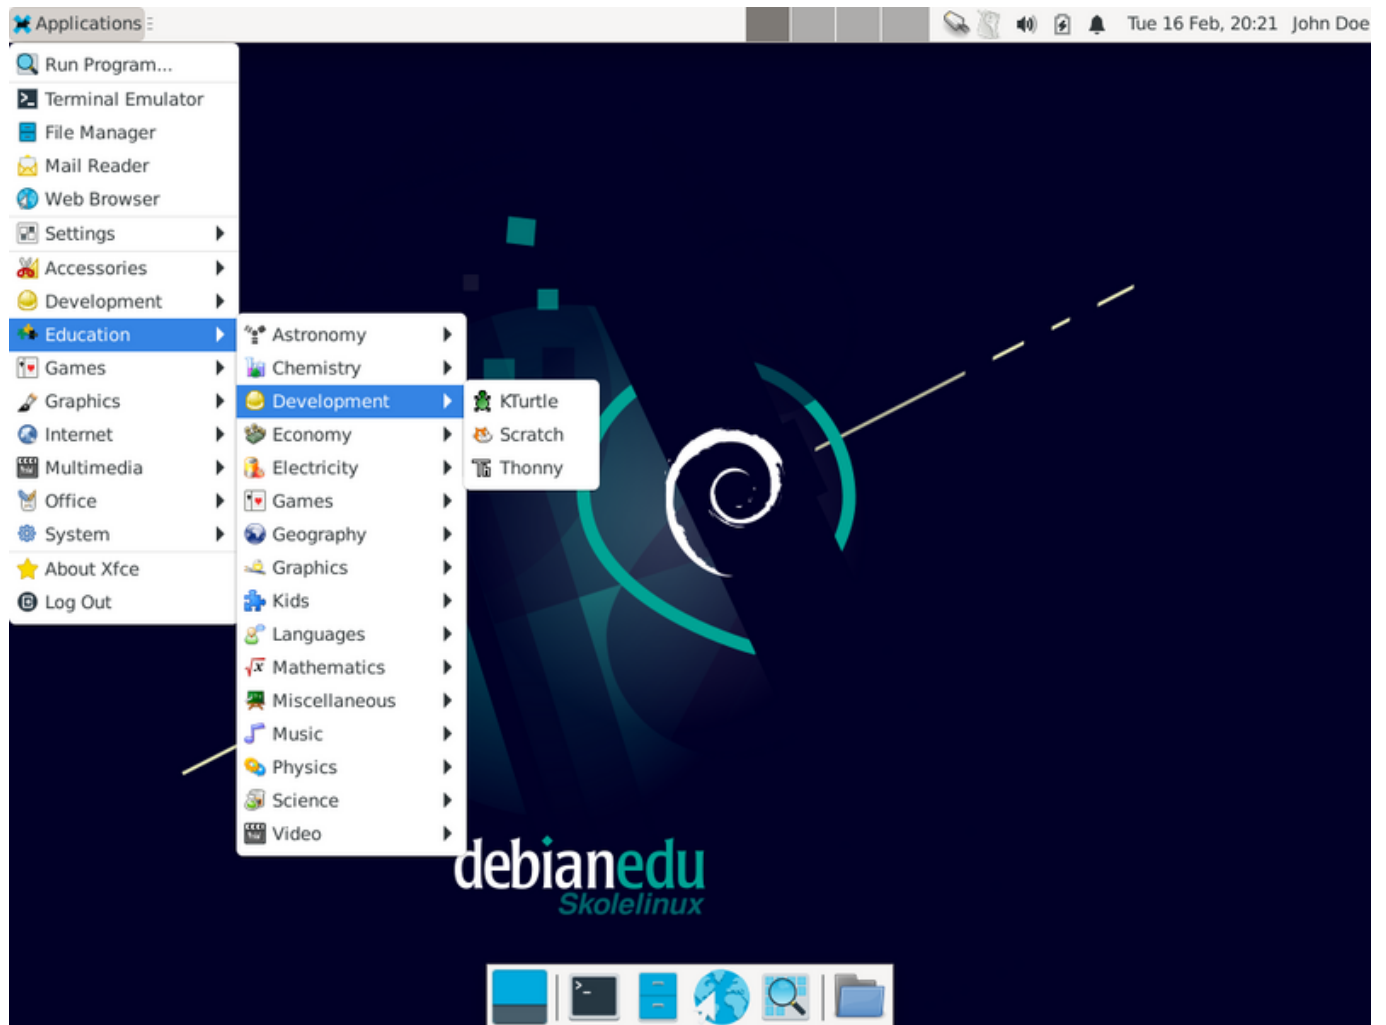 Applications
Tue 16 Feb, 20:21 John Doe
Run Program...
Terminal Emulator
File Manager
Mail Reader
Web Browser
Settings
Accessories
Development
Education
Games
Graphics
Internet
Multimedia
Office
System
About Xfce
Log Out
Astronomy
Chemistry
Development
Economy
Electricity
Games
Geography
Graphics
Kids
Languages
Mathematics
Miscellaneous
Music
Physics
Science
Video
KTurtle
Scratch
Thonny
debianedu
Skolelinux